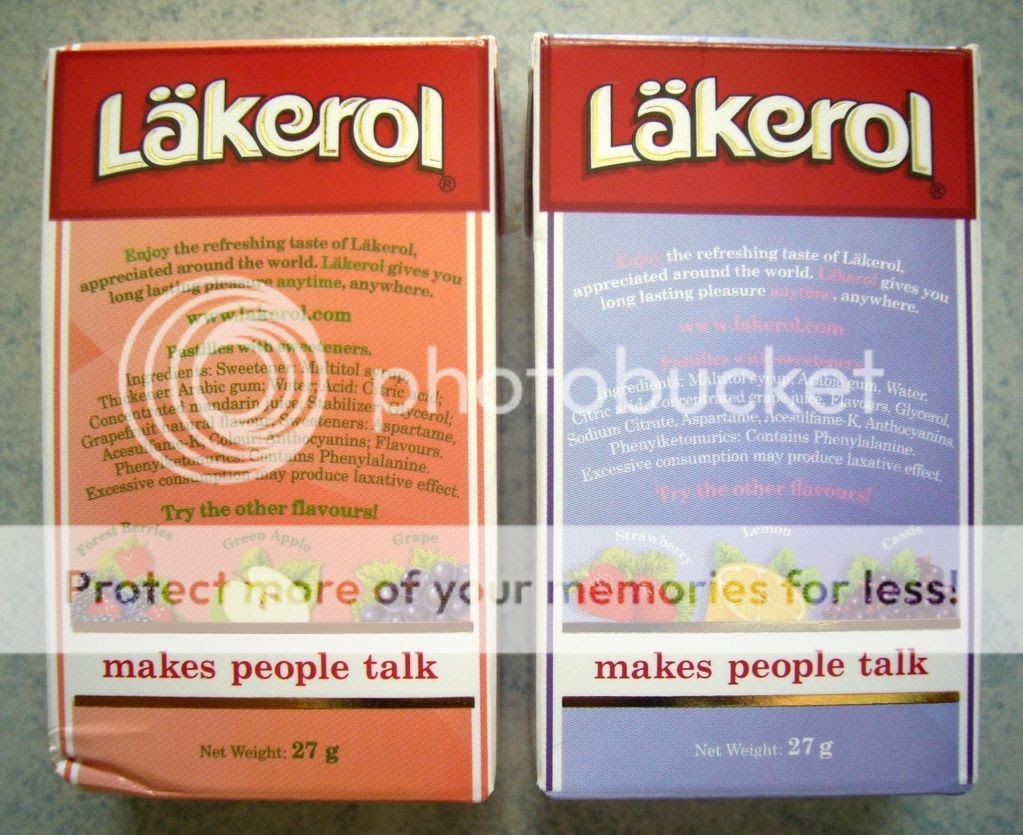 Läkerol
®
Enjoy the refreshing taste of Läkerol,
appreciated around the world. Läkerol gives you
long lasting pleasure anytime, anywhere.
www.lakerol.com
Pastilles with sweeteners.
Ingredients: Sweetener: Maltitol syrup;
Thickener: Arabic gum; Water; Acid: Citric acid;
Concentrated mandarin juice; Stabilizer: Glycerol;
Grapefruit natural flavour; Sweeteners: Aspartame,
Acesulfame-K; Colour: Anthocyanins; Flavours.
Phenylketonurics: Contains Phenylalanine.
Excessive consumption may produce laxative effect.
Try the other flavours!
Forest Berries
Green Apple
Grape
makes people talk
Net Weight: 27 g
Läkerol
®
Enjoy the refreshing taste of Läkerol,
appreciated around the world. Läkerol gives you
long lasting pleasure anytime, anywhere.
www.lakerol.com
Pastilles with sweeteners.
Ingredients: Maltitol syrup, Arabic gum, Water,
Citric acid, Concentrated grape juice, Flavours, Glycerol,
Sodium Citrate, Aspartame, Acesulfame-K, Anthocyanins.
Phenylketonurics: Contains Phenylalanine.
Excessive consumption may produce laxative effect.
Try the other flavours!
Strawberry
Lemon
Cassis
makes people talk
Net Weight: 27 g
photobucket
Protect more of your memories for less!